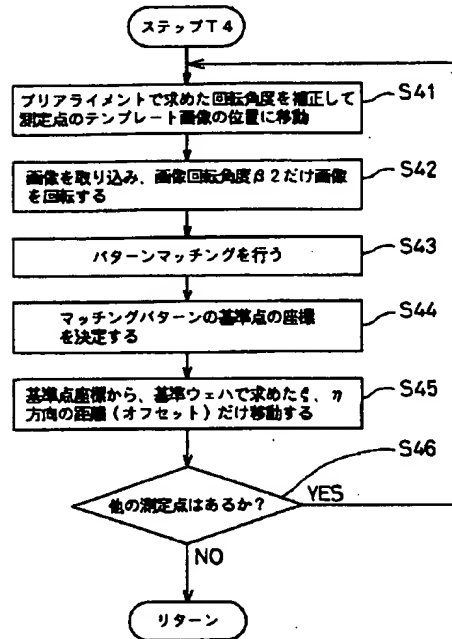 ステップT4
プリアライメントで求めた回転角度を補正して
測定点のテンプレート画像の位置に移動
S41
画像を取り込み、画像回転角度β2だけ画像
を回転する
S42
パターンマッチングを行う
S43
マッチングパターンの基準点の座標
を決定する
S44
基準点座標から、基準ウェハで求めたζ、η
方向の距離(オフセット)だけ移動する
S45
他の測定点はあるか?
S46
YES
NO
リターン